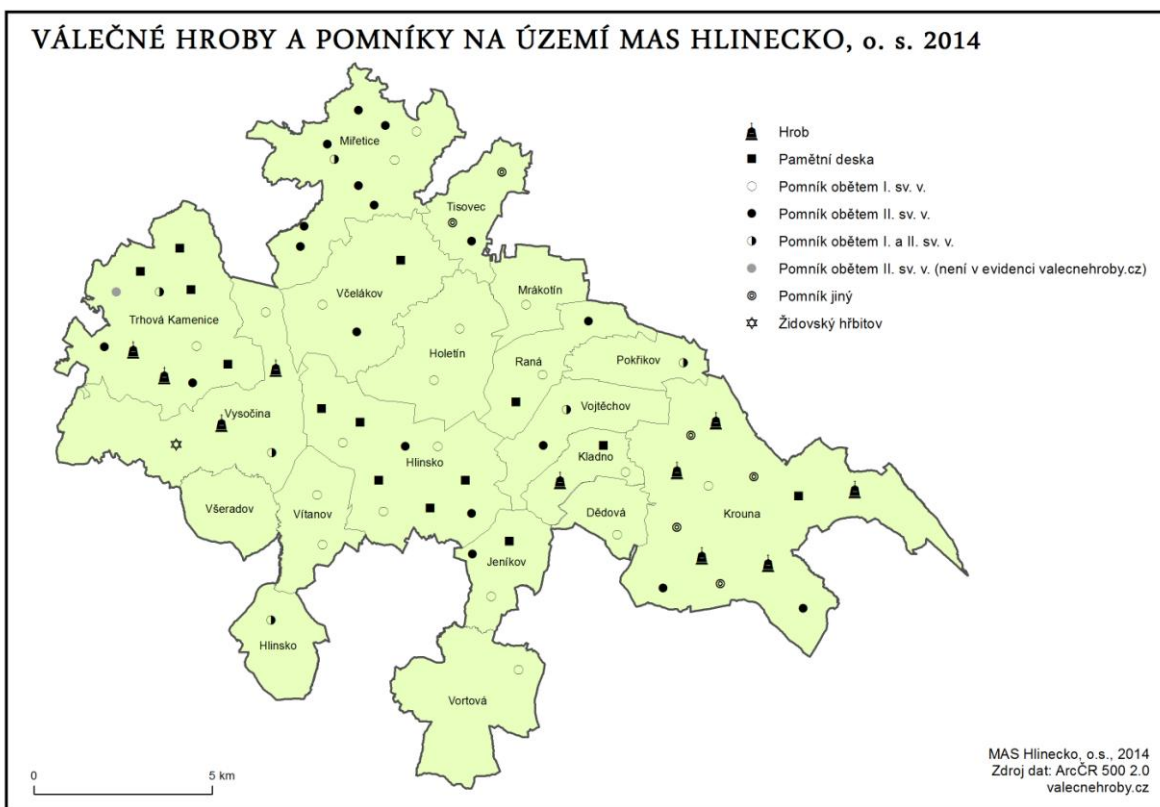 VÁLEČNÉ HROBY A POMNÍKY NA ÚZEMÍ MAS HLINECKO, o. s. 2014
Hrob
Pamětní deska
Pomník obětem I. sv. v.
Pomník obětem II. sv. v.
Pomník obětem I. a II. sv. v.
Pomník obětem II. sv. v. (není v evidenci valecnehroby.cz)
Pomník jiný
Židovský hřbitov
Miřetice
Tisovec
Včelákov
Mrákotín
Trhová Kamenice
Holetín
Raná
Pokřikov
Vojtěchov
Vysočina
Kladno
Hlinsko
Všeradov
Vítanov
Dědová
Krouna
Jeníkov
Hlinsko
Vortová
0 5 km
MAS Hlinecko, o.s., 2014
Zdroj dat: ArcČR 500 2.0
valecnehroby.cz